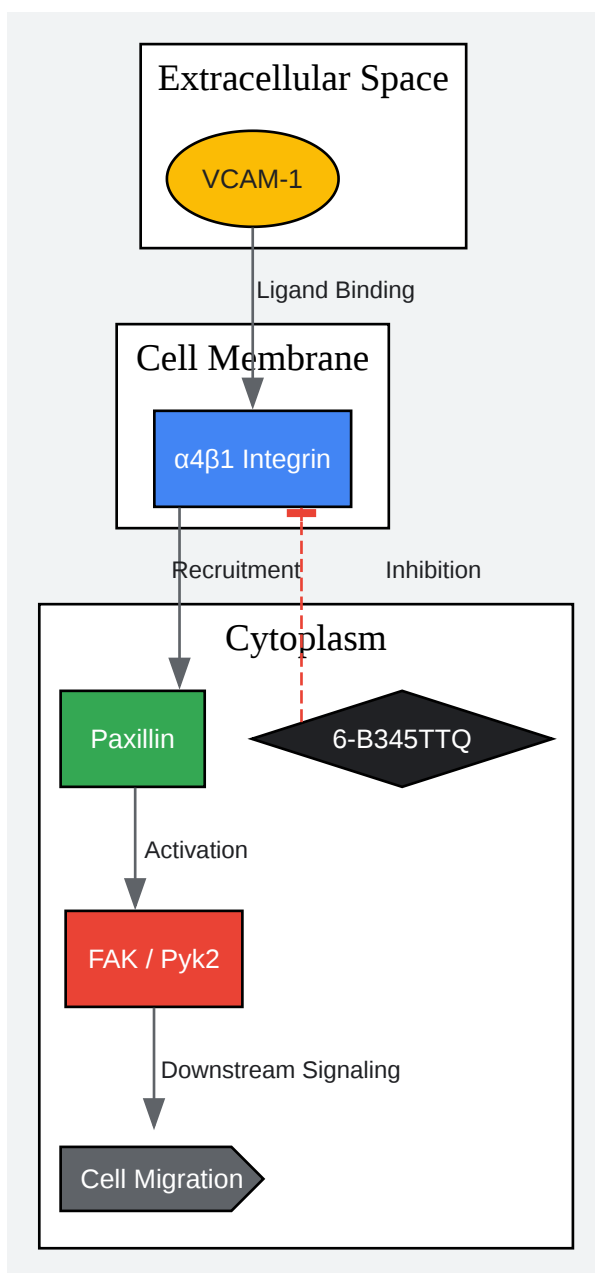 Extracellular Space
VCAM-1
Ligand Binding
Cell Membrane
α4β1 Integrin
Recruitment
Inhibition
Cytoplasm
Paxillin
6-B345TTQ
Activation
FAK / Pyk2
Downstream Signaling
Cell Migration